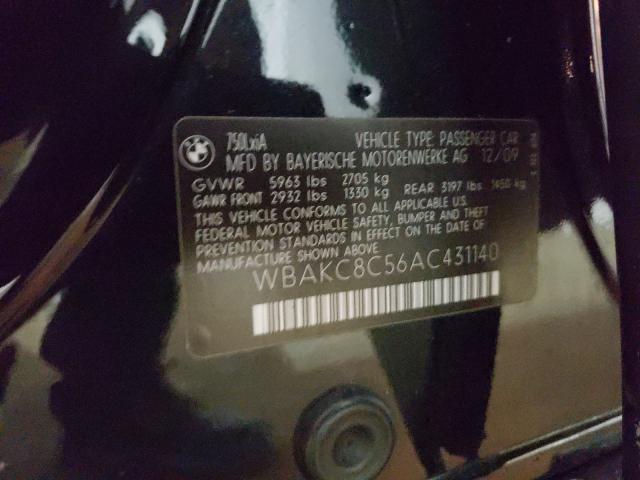 BMW
750LxiA VEHICLE TYPE: PASSENGER CAR
MFD BY BAYERISCHE MOTORENWERKE AG 12/09
GVWR 5963 lbs 2705 kg
GAWR FRONT 2932 lbs 1330 kg REAR 3197 lbs 1450 kg
THIS VEHICLE CONFORMS TO ALL APPLICABLE U.S.
FEDERAL MOTOR VEHICLE SAFETY, BUMPER AND THEFT
PREVENTION STANDARDS IN EFFECT ON THE DATE OF
MANUFACTURE SHOWN ABOVE.
WBAKC8C56AC431140